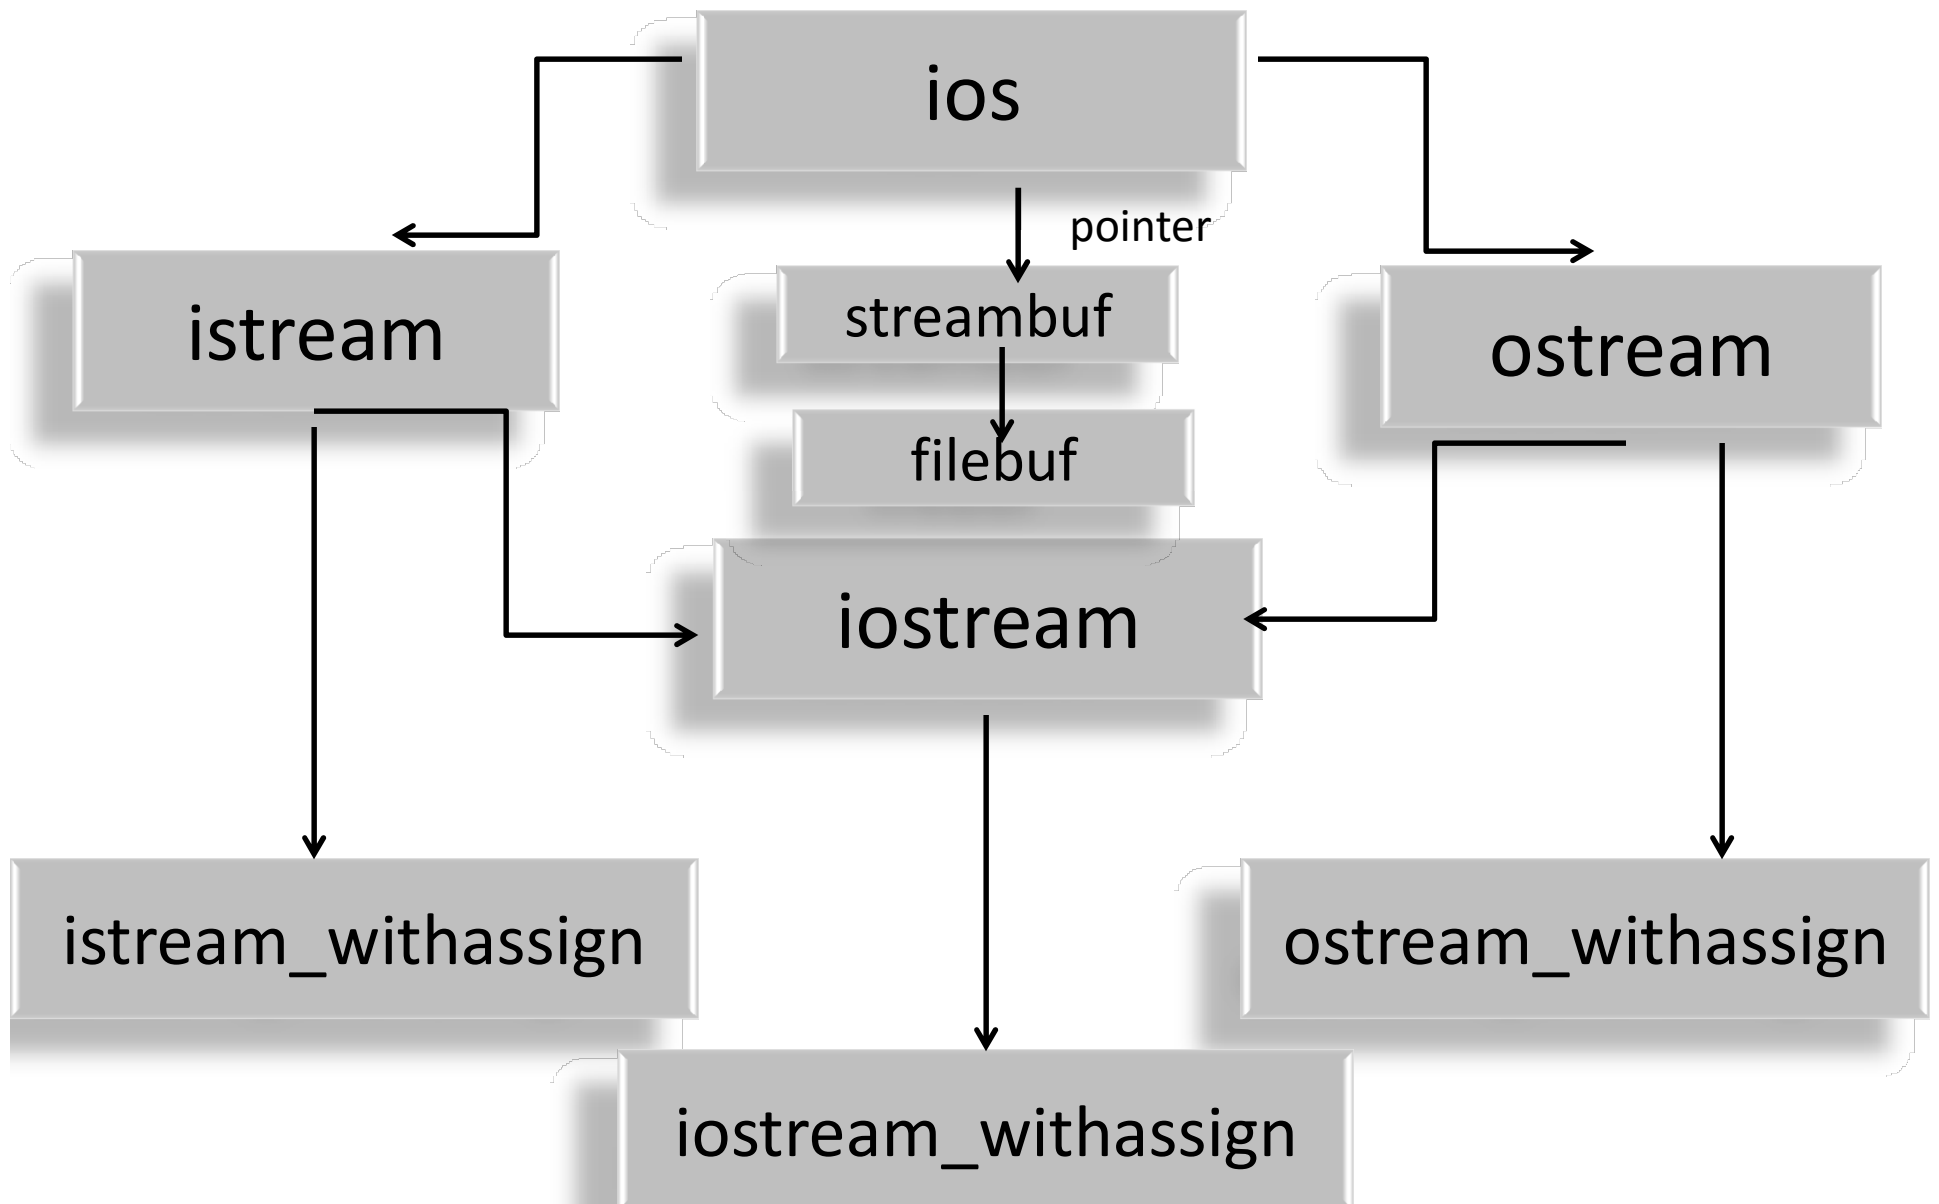 ios
pointer
istream
streambuf
ostream
filebuf
iostream
istream_withassign
ostream_withassign
iostream_withassign